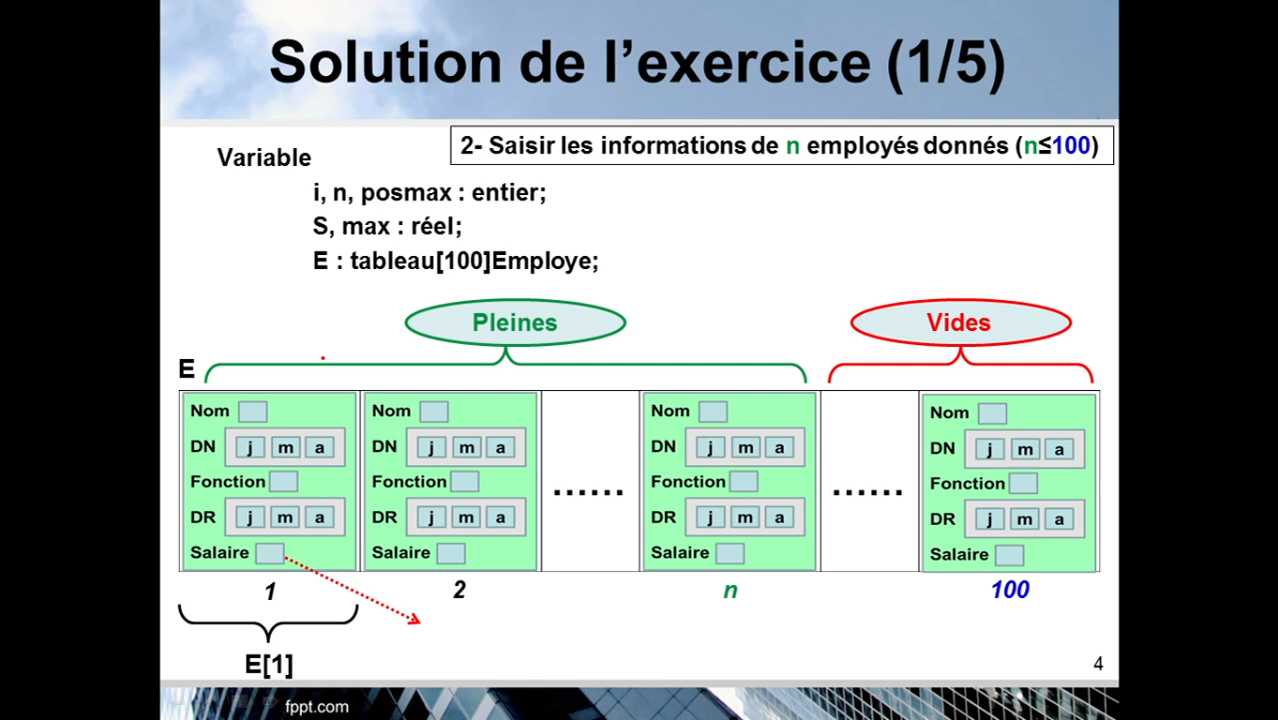 Solution de l'exercice (1/5)
2- Saisir les informations de n employés donnés (n≤100)
Variable
i, n, posmax : entier;
S, max : réel;
E : tableau[100]Employe;
Pleines
Vides
E
Nom
DN j m a
Fonction
DR j m a
Salaire
1
Nom
DN j m a
Fonction
DR j m a
Salaire
2
......
Nom
DN j m a
Fonction
DR j m a
Salaire
n
......
Nom
DN j m a
Fonction
DR j m a
Salaire
100
E[1]
4
fppt.com